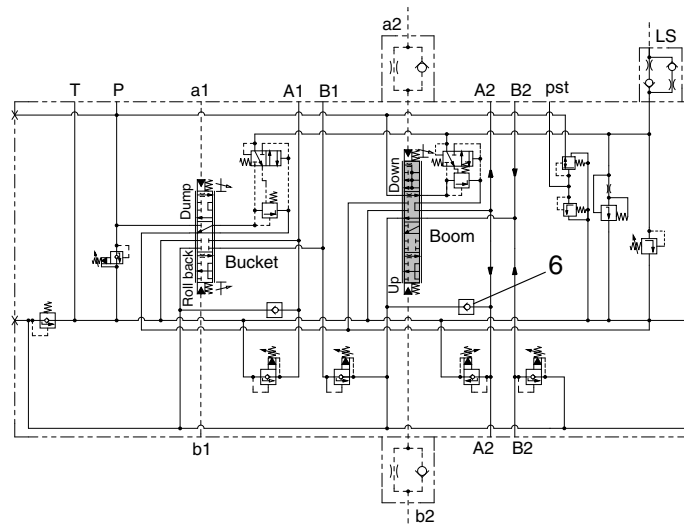 a2
LS
T
P
a1
A1
B1
A2
B2
pst
Dump
Roll back
Bucket
Down
Up
Boom
6
b1
A2
B2
b2